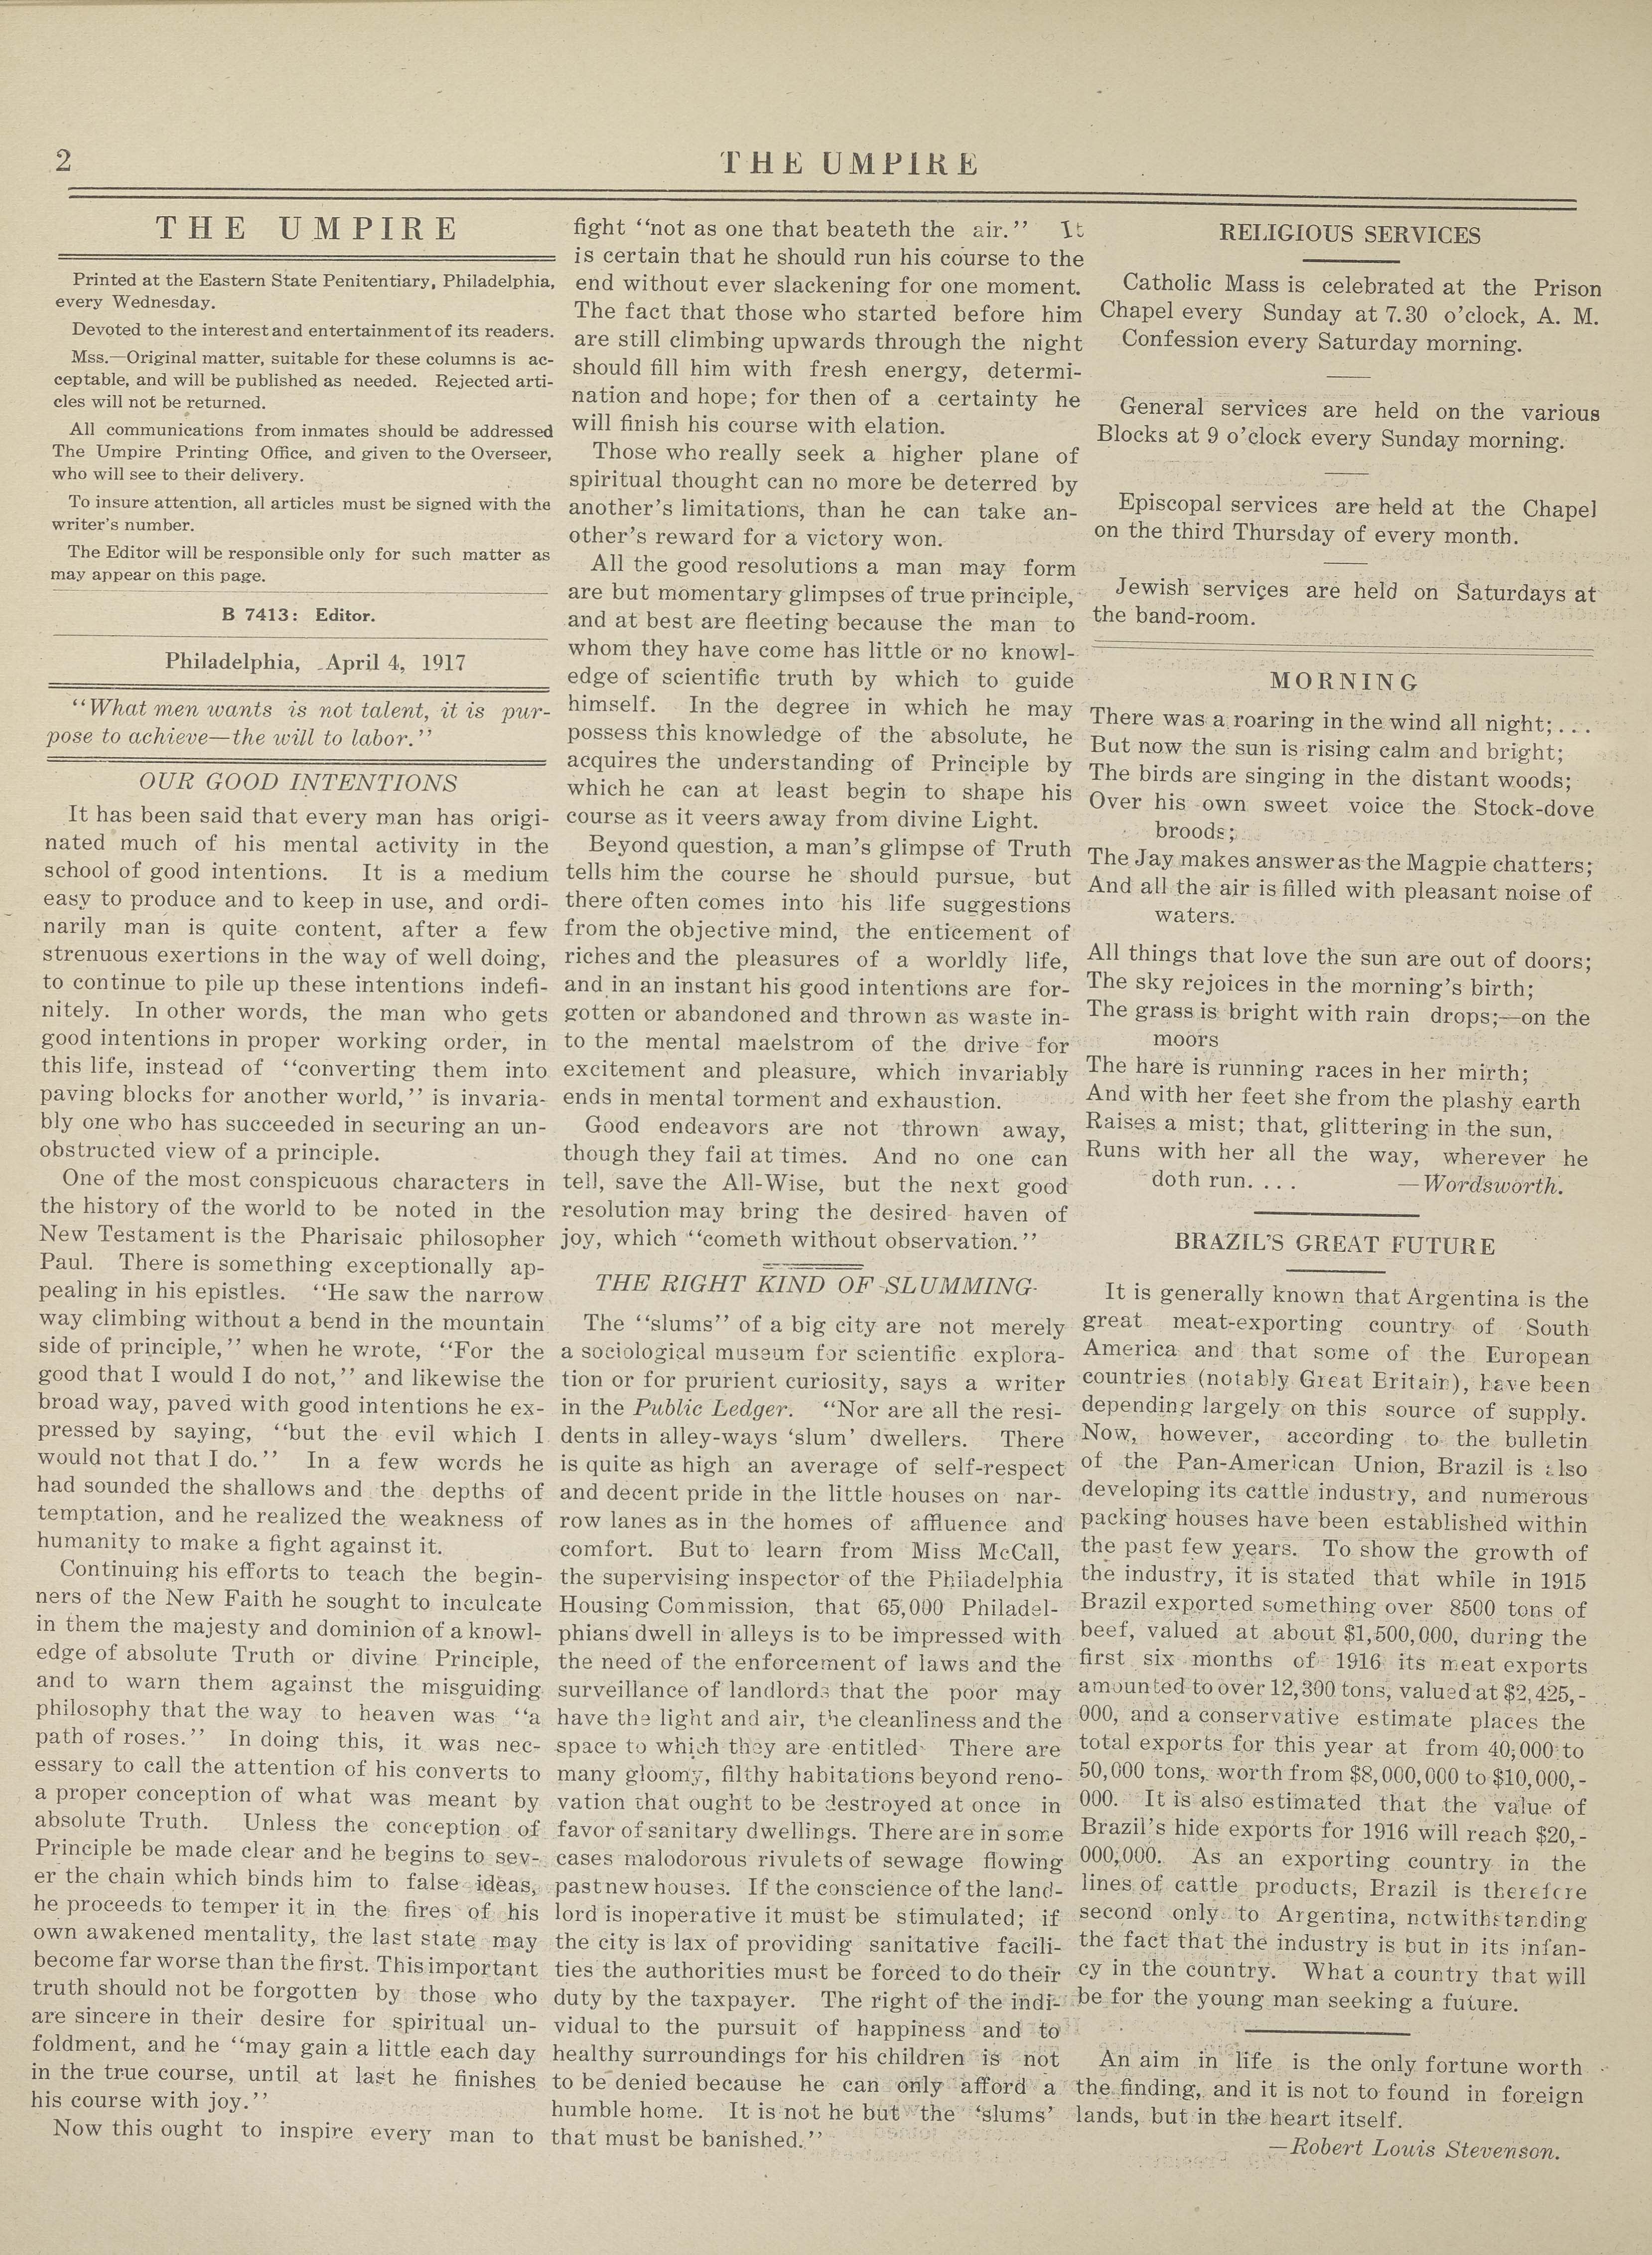 2
THE UMPIRE
THE UMPIRE
Printed at the Eastern State Penitentiary, Philadelphia,
every Wednesday.
Devoted to the interest and entertainment of its readers.
Mss.—Original matter, suitable for these columns is ac-
ceptable, and will be published as needed. Rejected arti-
cles will not be returned.
All communications from inmates should be addressed
The Umpire Printing Office, and given to the Overseer,
who will see to their delivery.
To insure attention, all articles must be signed with the
writer's number.
The Editor will be responsible only for such matter as
may appear on this page.
B 7413: Editor.
Philadelphia, April 4, 1917
"What men wants is not talent, it is pur-
pose to achieve—the will to labor."
OUR GOOD INTENTIONS
It has been said that every man has origi-
nated much of his mental activity in the
school of good intentions. It is a medium
easy to produce and to keep in use, and ordi-
narily man is quite content, after a few
strenuous exertions in the way of well doing,
to continue to pile up these intentions indefi-
nitely. In other words, the man who gets
good intentions in proper working order, in
this life, instead of "converting them into
paving blocks for another world," is invaria-
bly one who has succeeded in securing an un-
obstructed view of a principle.
One of the most conspicuous characters in
the history of the world to be noted in the
New Testament is the Pharisaic philosopher
Paul. There is something exceptionally ap-
pealing in his epistles. "He saw the narrow
way climbing without a bend in the mountain
side of principle," when he wrote, "For the
good that I would I do not," and likewise the
broad way, paved with good intentions he ex-
pressed by saying, "but the evil which I
would not that I do." In a few words he
had sounded the shallows and the depths of
temptation, and he realized the weakness of
humanity to make a fight against it.
Continuing his efforts to teach the begin-
ners of the New Faith he sought to inculcate
in them the majesty and dominion of a knowl-
edge of absolute Truth or divine Principle,
and to warn them against the misguiding
philosophy that the way to heaven was "a
path of roses." In doing this, it was nec-
essary to call the attention of his converts to
a proper conception of what was meant by
absolute Truth. Unless the conception of
Principle be made clear and he begins to sev-
er the chain which binds him to false ideas,
he proceeds to temper it in the fires of his
own awakened mentality, the last state may
become far worse than the first. This important
truth should not be forgotten by those who
are sincere in their desire for spiritual un-
foldment, and he "may gain a little each day
in the true course, until at last he finishes
his course with joy."
Now this ought to inspire every man to
fight "not as one that beateth the air." It
is certain that he should run his course to the
end without ever slackening for one moment.
The fact that those who started before him
are still climbing upwards through the night
should fill him with fresh energy, determi-
nation and hope; for then of a certainty he
will finish his course with elation.
Those who really seek a higher plane of
spiritual thought can no more be deterred by
another's limitations, than he can take an-
other's reward for a victory won.
All the good resolutions a man may form
are but momentary glimpses of true principle,
and at best are fleeting because the man to
whom they have come has little or no knowl-
edge of scientific truth by which to guide
himself. In the degree in which he may
possess this knowledge of the absolute, he
acquires the understanding of Principle by
which he can at least begin to shape his
course as it veers away from divine Light.
Beyond question, a man's glimpse of Truth
tells him the course he should pursue, but
there often comes into his life suggestions
from the objective mind, the enticement of
riches and the pleasures of a worldly life,
and in an instant his good intentions are for-
gotten or abandoned and thrown as waste in-
to the mental maelstrom of the drive for
excitement and pleasure, which invariably
ends in mental torment and exhaustion.
Good endeavors are not thrown away,
though they fail at times. And no one can
tell, save the All-Wise, but the next good
resolution may bring the desired haven of
joy, which "cometh without observation."
THE RIGHT KIND OF SLUMMING
The "slums" of a big city are not merely
a sociological museum for scientific explora-
tion or for prurient curiosity, says a writer
in the Public Ledger. "Nor are all the resi-
dents in alley-ways 'slum' dwellers. There
is quite as high an average of self-respect
and decent pride in the little houses on nar-
row lanes as in the homes of affluence and
comfort. But to learn from Miss McCall,
the supervising inspector of the Philadelphia
Housing Commission, that 65,000 Philadel-
phians dwell in alleys is to be impressed with
the need of the enforcement of laws and the
surveillance of landlords that the poor may
have the light and air, the cleanliness and the
space to which they are entitled There are
many gloomy, filthy habitations beyond reno-
vation that ought to be destroyed at once in
favor of sanitary dwellings. There are in some
cases malodorous rivulets of sewage flowing
past new houses. If the conscience of the land-
lord is inoperative it must be stimulated; if
the city is lax of providing sanitative facili-
ties the authorities must be forced to do their
duty by the taxpayer. The right of the indi-
vidual to the pursuit of happiness and to
healthy surroundings for his children is not
to be denied because he can only afford a
humble home. It is not he but the 'slums'
that must be banished."
RELIGIOUS SERVICES
Catholic Mass is celebrated at the Prison
Chapel every Sunday at 7.30 o'clock, A. M.
Confession every Saturday morning.
General services are held on the various
Blocks at 9 o'clock every Sunday morning.
Episcopal services are held at the Chapel
on the third Thursday of every month.
Jewish services are held on Saturdays at
the band-room.
MORNING
There was a roaring in the wind all night;...
But now the sun is rising calm and bright;
The birds are singing in the distant woods;
Over his own sweet voice the Stock-dove
broods;
The Jay makes answer as the Magpie chatters;
And all the air is filled with pleasant noise of
waters.
All things that love the sun are out of doors;
The sky rejoices in the morning's birth;
The grass is bright with rain drops;—on the
moors
The hare is running races in her mirth;
And with her feet she from the plashy earth
Raises a mist; that, glittering in the sun,
Runs with her all the way, wherever he
doth run. . . . —Wordsworth.
BRAZIL'S GREAT FUTURE
It is generally known that Argentina is the
great meat-exporting country of South
America and that some of the European
countries (notably Great Britain), have been
depending largely on this source of supply.
Now, however, according to the bulletin
of the Pan-American Union, Brazil is also
developing its cattle industry, and numerous
packing houses have been established within
the past few years. To show the growth of
the industry, it is stated that while in 1915
Brazil exported something over 8500 tons of
beef, valued at about $1,500,000, during the
first six months of 1916 its meat exports
amounted to over 12,300 tons, valued at $2,425,-
000, and a conservative estimate places the
total exports for this year at from 40,000 to
50,000 tons, worth from $8,000,000 to $10,000,-
000. It is also estimated that the value of
Brazil's hide exports for 1916 will reach $20,-
000,000. As an exporting country in the
lines of cattle products, Brazil is therefore
second only to Argentina, notwithstanding
the fact that the industry is but in its infan-
cy in the country. What a country that will
be for the young man seeking a future.
An aim in life is the only fortune worth
the finding, and it is not to found in foreign
lands, but in the heart itself.
—Robert Louis Stevenson.